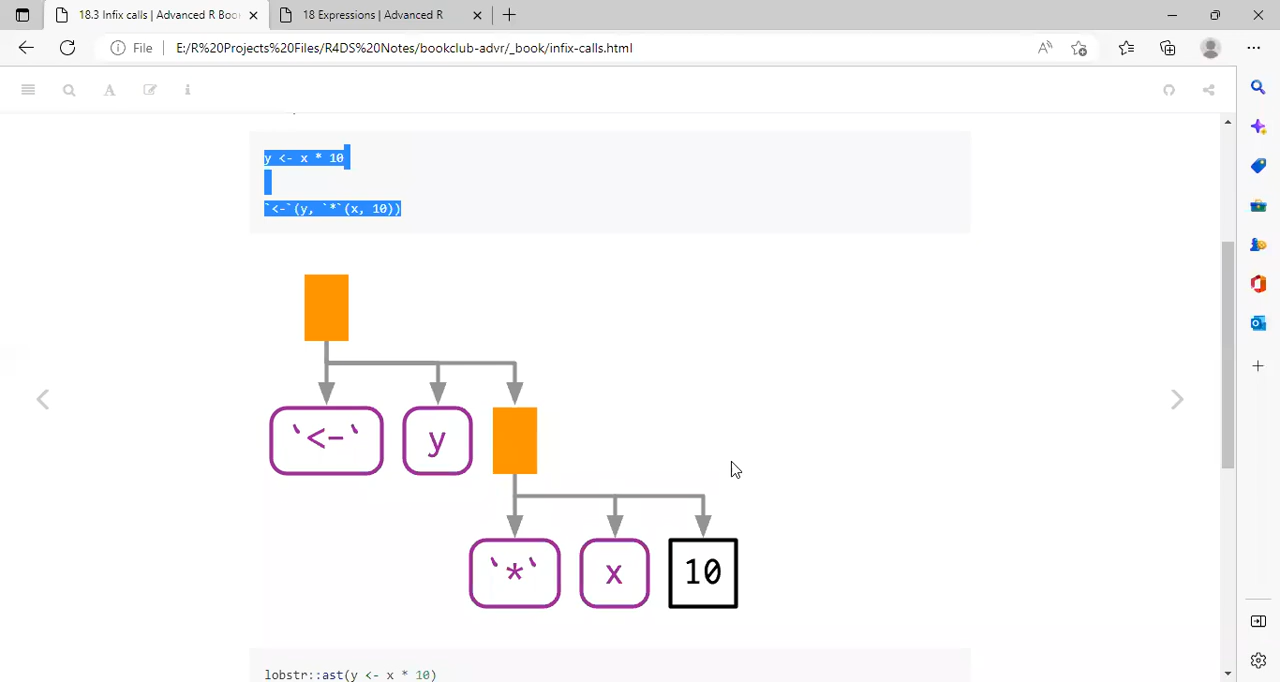 18.3 Infix calls | Advanced R Boo
18 Expressions | Advanced R
File
E:/R%20Projects%20Files/R4DS%20Notes/bookclub-advr/_book/infix-calls.html
y <- x * 10
`<-`(y, `*`(x, 10))
`<-`
y
`*`
x
10
lobstr::ast(y <- x * 10)